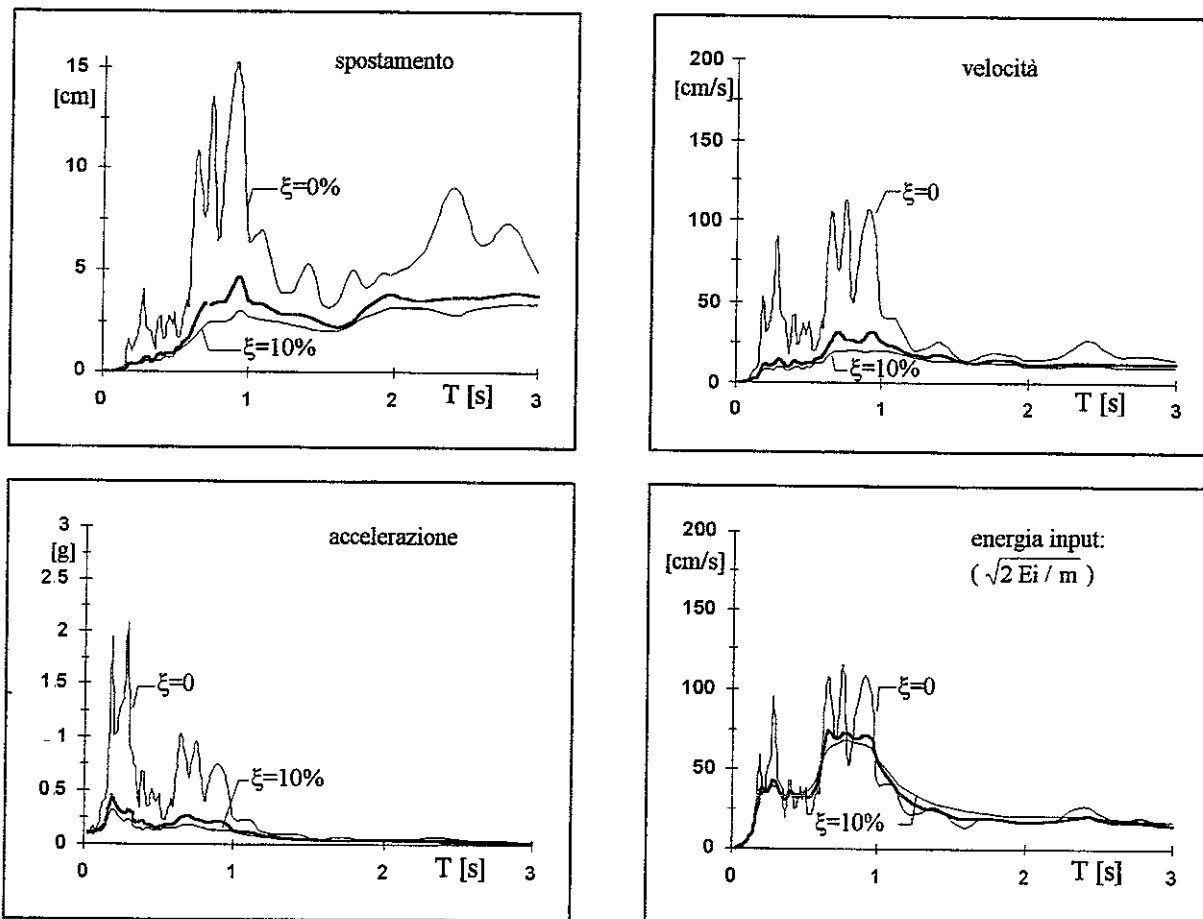 spostamento
15
[cm]
10
5
0
ξ=0%
ξ=10%
0
1
2
T [s]
3
velocità
200
[cm/s]
150
100
50
0
ξ=0
ξ=10%
0
1
2
T [s]
3
accelerazione
3
[g]
2.5
2
1.5
1
0.5
0
ξ=0
ξ=10%
0
1
2
T [s]
3
energia input:
( √2 Ei / m )
200
[cm/s]
150
100
50
0
ξ=0
ξ=10%
0
1
2
T [s]
3